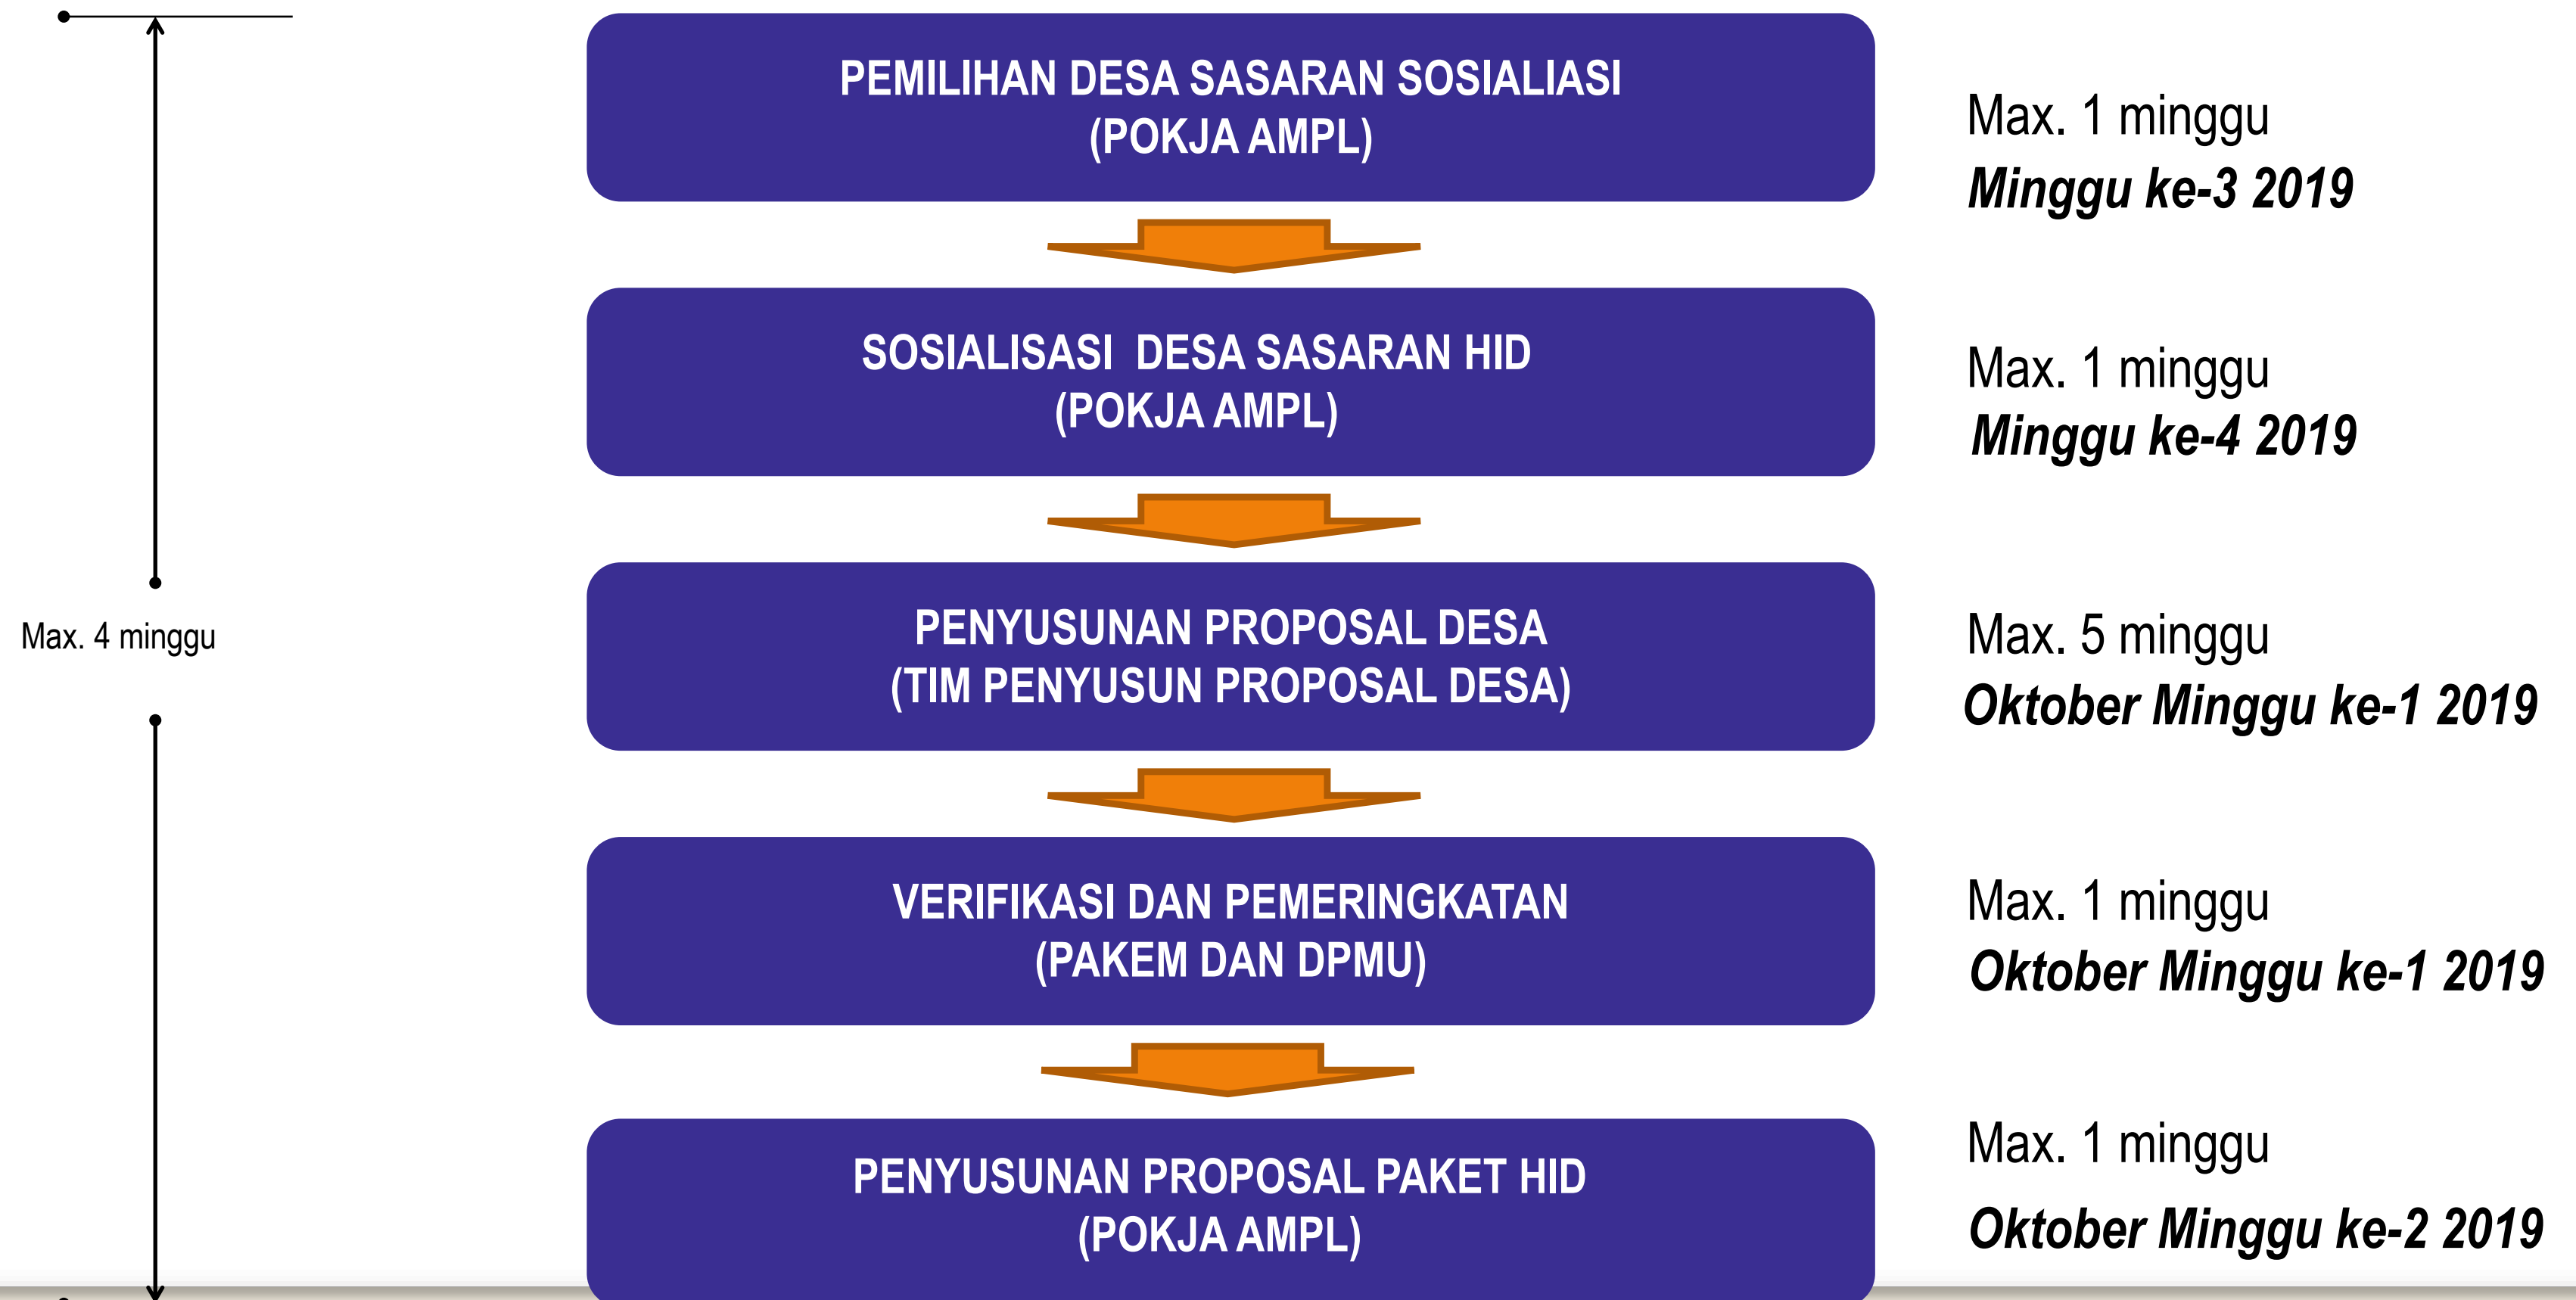 PEMILIHAN DESA SASARAN SOSIALIASI
(POKJA AMPL)
Max. 1 minggu
Minggu ke-3 2019
SOSIALISASI DESA SASARAN HID
(POKJA AMPL)
Max. 1 minggu
Minggu ke-4 2019
Max. 4 minggu
PENYUSUNAN PROPOSAL DESA
(TIM PENYUSUN PROPOSAL DESA)
Max. 5 minggu
Oktober Minggu ke-1 2019
VERIFIKASI DAN PEMERINGKATAN
(PAKEM DAN DPMU)
Max. 1 minggu
Oktober Minggu ke-1 2019
PENYUSUNAN PROPOSAL PAKET HID
(POKJA AMPL)
Max. 1 minggu
Oktober Minggu ke-2 2019